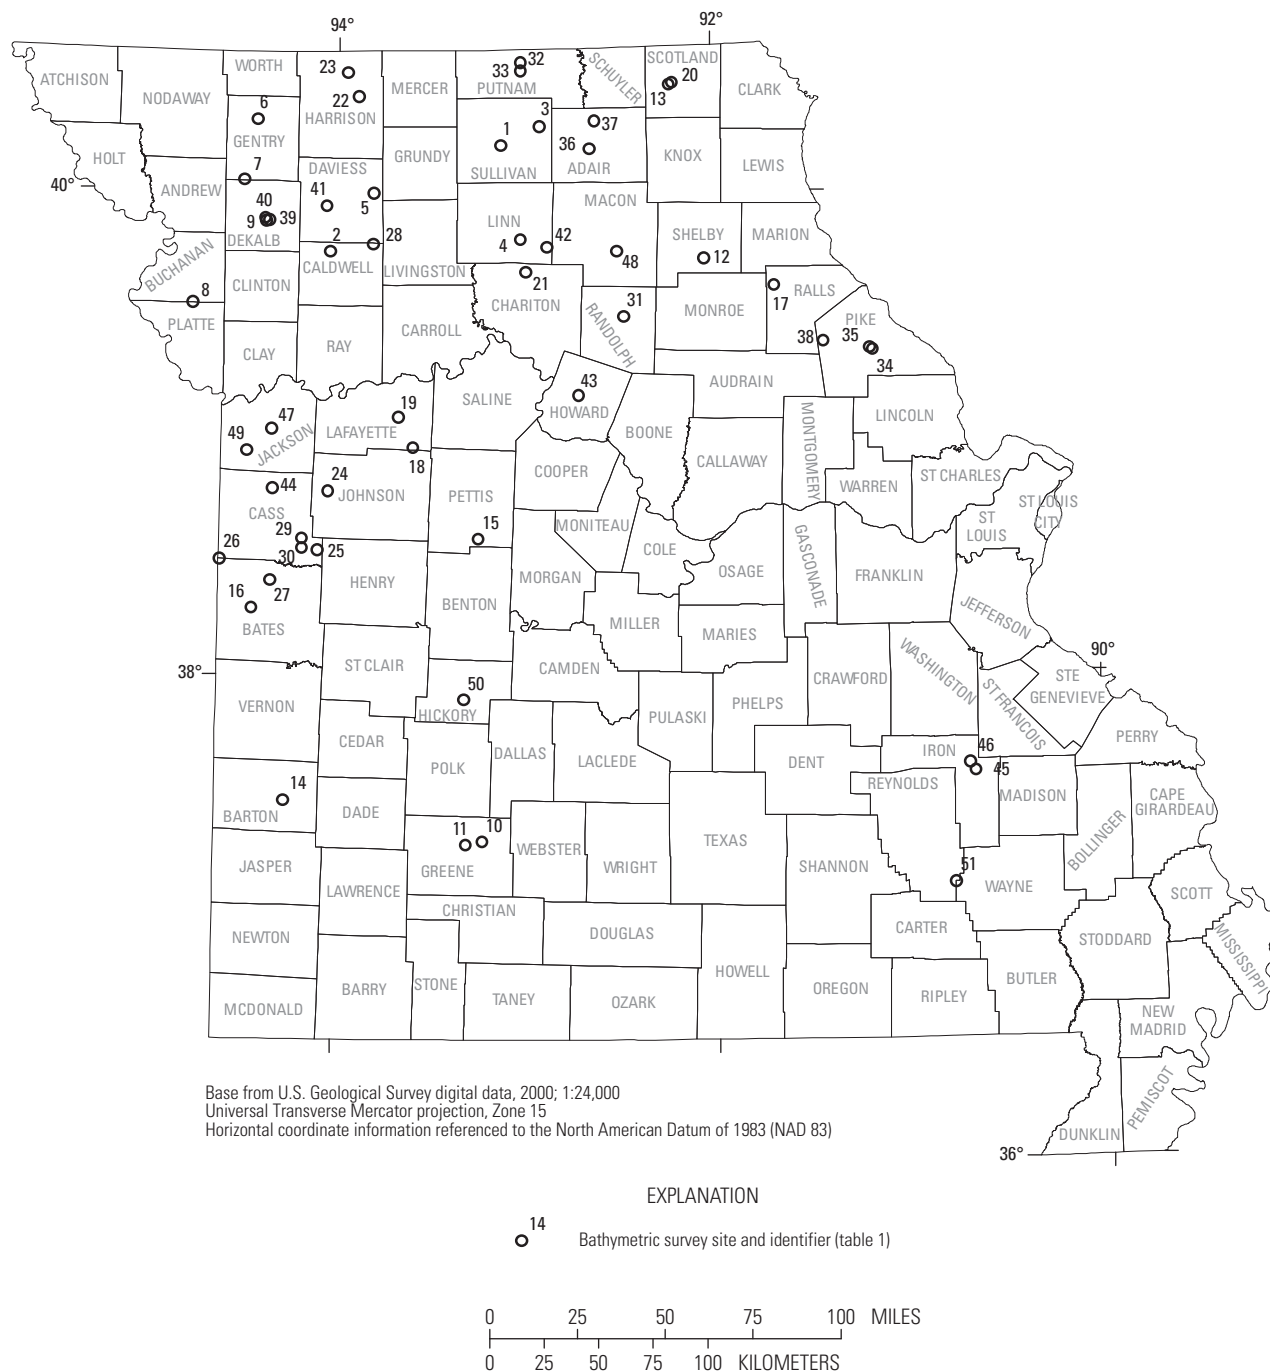 94°
92°
ATCHISON
NODAWAY
WORTH
23
22
HARRISON
MERCER
32
33
PUTNAM
SCHUYLER
SCOTLAND
20
13
CLARK
6
GENTRY
HOLT
7
40°
ANDREW
DAVIESS
GRUNDY
1
3
SULLIVAN
37
36
ADAIR
KNOX
LEWIS
41
5
40
9
39
DEKALB
MACON
LINN
4
42
48
SHELBY
12
MARION
BUCHANAN
2
28
CALDWELL
LIVINGSTON
21
CHARITON
CLINTON
8
PLATTE
31
RANDOLPH
MONROE
17
RALLS
PIKE
38
35
34
CLAY
RAY
CARROLL
AUDRAIN
SALINE
43
HOWARD
BOONE
LINCOLN
MONTGOMERY
47
49
JACKSON
19
LAFAYETTE
18
COOPER
CALLAWAY
WARREN
ST CHARLES
ST LOUIS
CITY
ST
LOUIS
44
CASS
24
JOHNSON
PETTIS
15
MONITEAU
COLE
26
29
30
25
OSAGE
GASCONADE
FRANKLIN
JEFFERSON
16
27
BATES
HENRY
BENTON
MORGAN
MILLER
MARIES
38°
90°
ST CLAIR
CAMDEN
CRAWFORD
WASHINGTON
ST FRANCOIS
STE
GENEVIEVE
PERRY
VERNON
50
HICKORY
PULASKI
PHELPS
CEDAR
POLK
DALLAS
LACLEDE
DENT
IRON
46
45
REYNOLDS
MADISON
BOLLINGER
CAPE
GIRARDEAU
14
BARTON
DADE
11
10
GREENE
WEBSTER
WRIGHT
TEXAS
SHANNON
51
WAYNE
SCOTT
MISSISSIPPI
JASPER
LAWRENCE
CHRISTIAN
DOUGLAS
CARTER
STODDARD
NEWTON
BARRY
STONE
TANEY
OZARK
HOWELL
OREGON
RIPLEY
BUTLER
NEW
MADRID
MCDONALD
PEMISCOT
DUNKLIN
36°
Base from U.S. Geological Survey digital data, 2000; 1:24,000
Universal Transverse Mercator projection, Zone 15
Horizontal coordinate information referenced to the North American Datum of 1983 (NAD 83)
EXPLANATION
14
Bathymetric survey site and identifier (table 1)
0 25 50 75 100 MILES
0 25 50 75 100 KILOMETERS